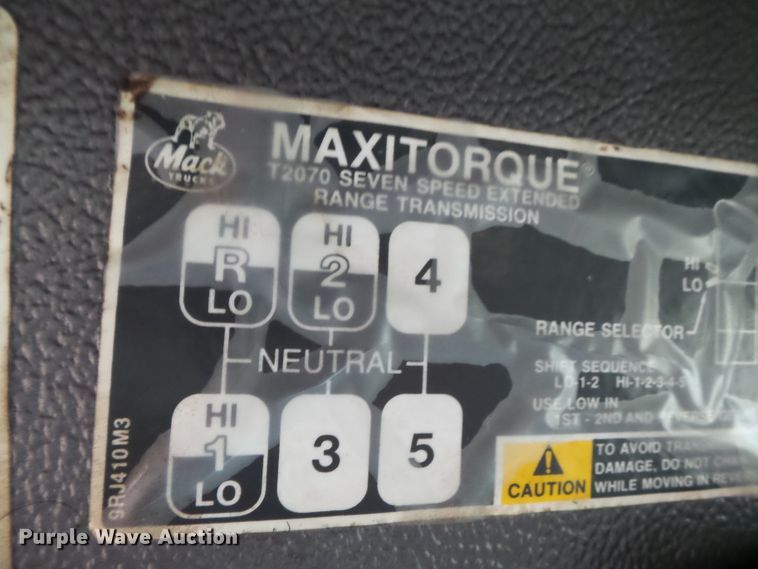 Mack
TRUCKS
MAXITORQUE®
T2070 SEVEN SPEED EXTENDED
RANGE TRANSMISSION
HI
R
LO
HI
2
LO
4
NEUTRAL
HI
1
LO
3
5
HI
LO
RANGE SELECTOR
SHIFT SEQUENCE
LO-1-2 HI-1-2-3-4-5
USE LOW IN
1ST - 2ND AND REVERSE
CAUTION
TO AVOID
DAMAGE, DO NOT
WHILE MOVING IN
9RJ410M3
Purple Wave Auction